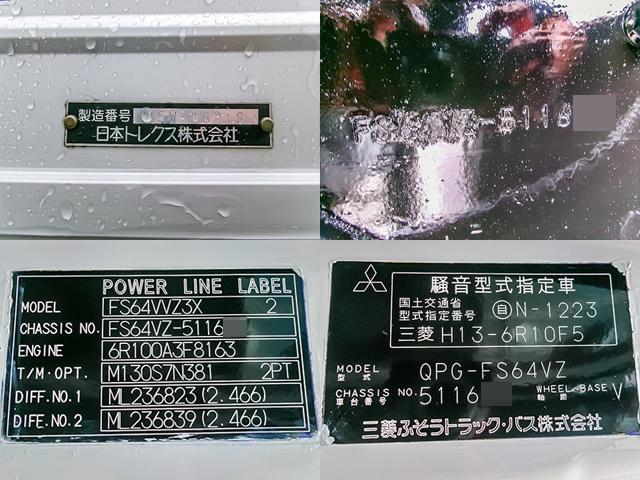 製造番号
日本トレクス株式会社
FS64VZ-5116
POWER LINE LABEL
MODEL FS64VVZ3X 2
CHASSIS NO. FS64VZ-5116
ENGINE 6R100A3F8163
T/M・OPT. M130S7N381 2PT
DIFF.NO.1 ML236823(2.466)
DIFF.NO.2 ML236839(2.466)
騒音型式指定車
国土交通省
型式指定番号 自N-1223
三菱 H13-6R10F5
MODEL 型式 QPG-FS64VZ
CHASSIS NO. 車台番号 5116 WHEEL-BASE 軸距 V
三菱ふそうトラック・バス株式会社